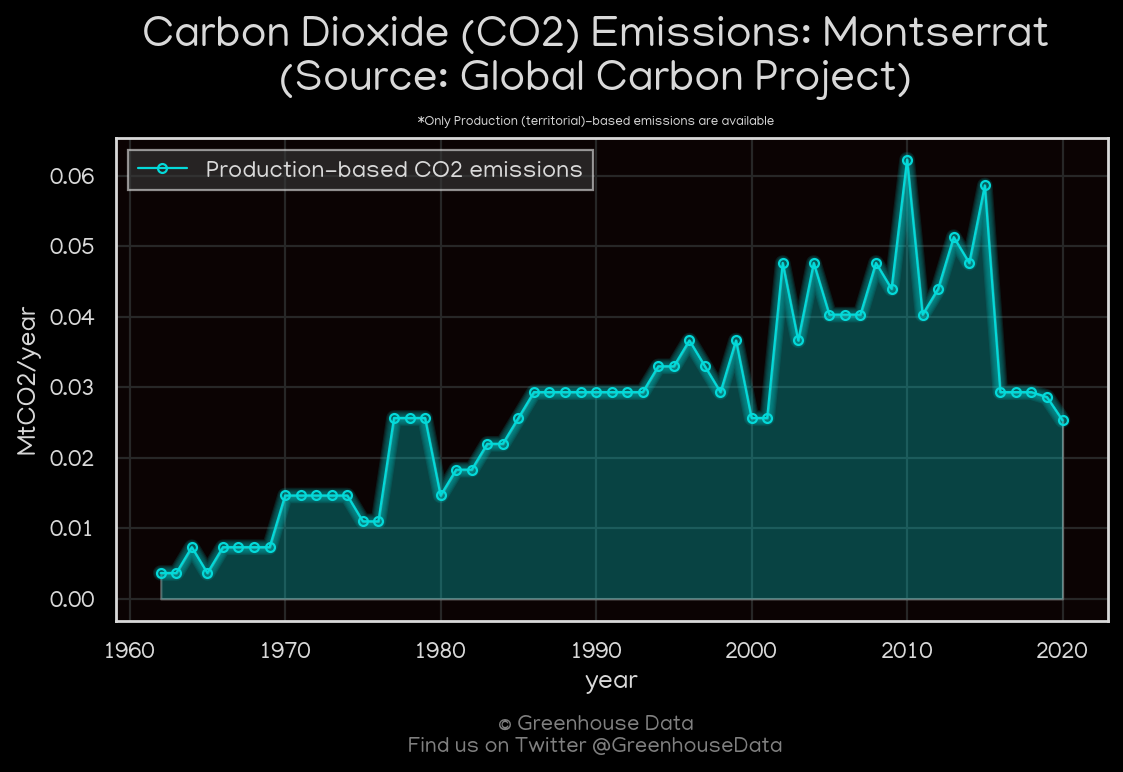 Carbon Dioxide (CO2) Emissions: Montserrat
(Source: Global Carbon Project)
*Only Production (territorial)-based emissions are available
Production-based CO2 emissions
0.06
0.05
0.04
0.03
0.02
0.01
0.00
MtCO2/year
1960 1970 1980 1990 2000 2010 2020
year
© Greenhouse Data
Find us on Twitter @GreenhouseData